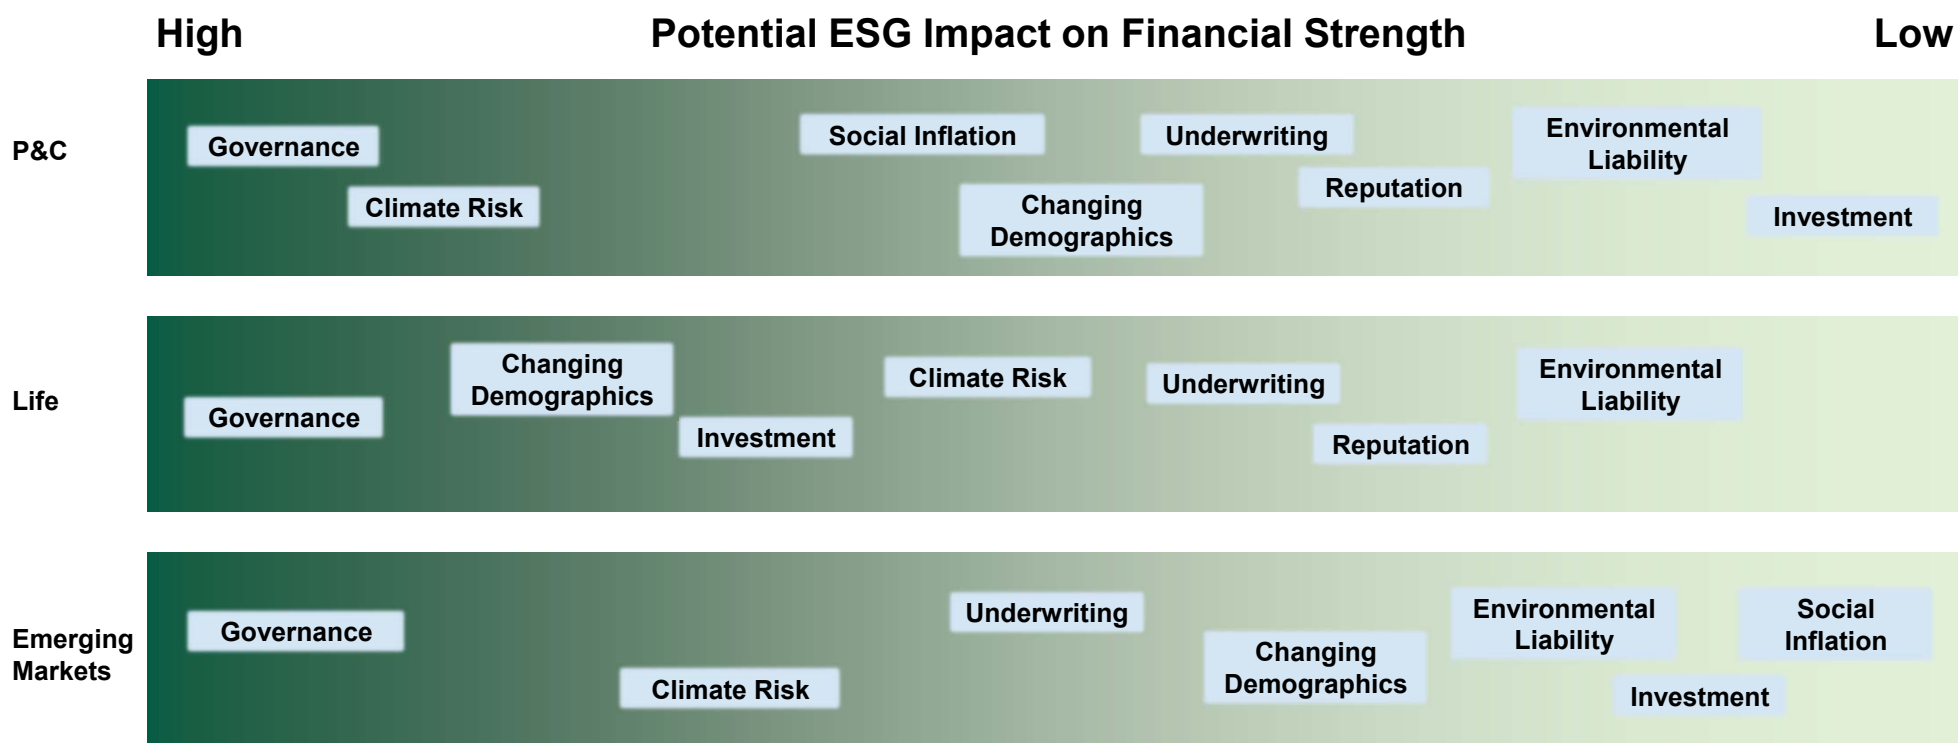 High Potential ESG Impact on Financial Strength Low
P&C
Governance
Climate Risk
Social Inflation
Changing
Demographics
Underwriting
Reputation
Environmental
Liability
Investment
Life
Governance
Changing
Demographics
Investment
Climate Risk
Underwriting
Reputation
Environmental
Liability
Emerging
Markets
Governance
Climate Risk
Underwriting
Changing
Demographics
Environmental
Liability
Investment
Social
Inflation